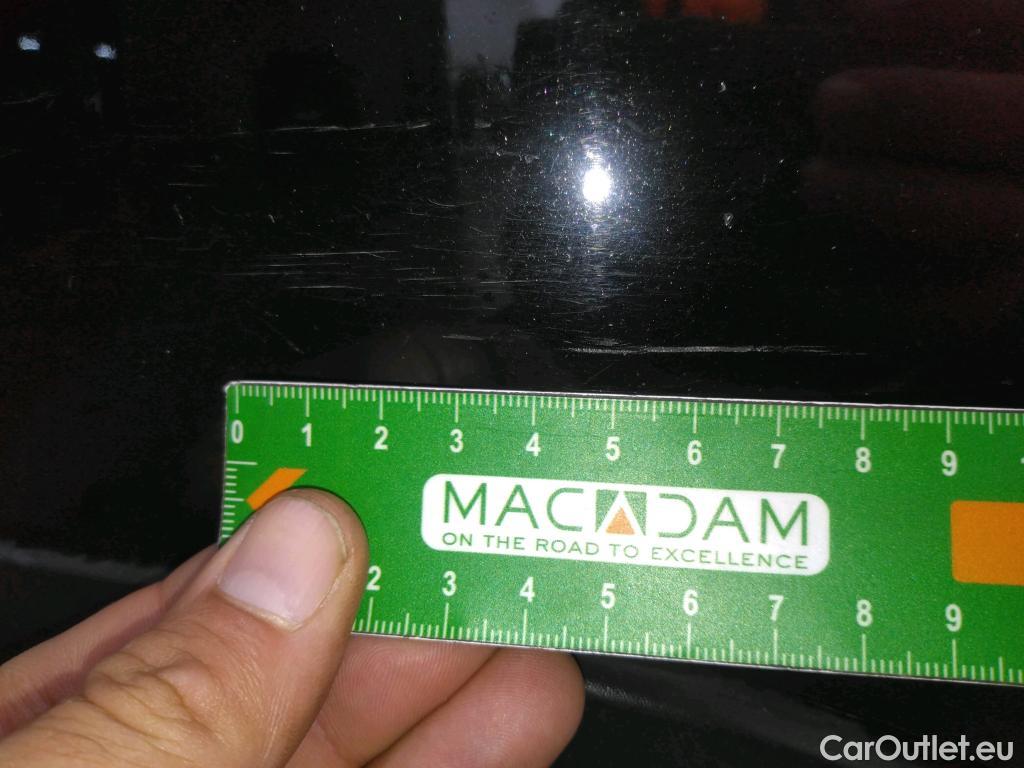 0 1 2 3 4 5 6 7 8 9
MACADAM
ON THE ROAD TO EXCELLENCE
2 3 4 5 6 7 8 9
CarOutlet.eu